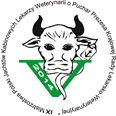 IX Mistrzostwa Polski Jachtów Kabinowych Lekarzy Weterynarii o Puchar Prezesa Krajowej Rady Lekarsko-Weterynaryjnej
V
2014